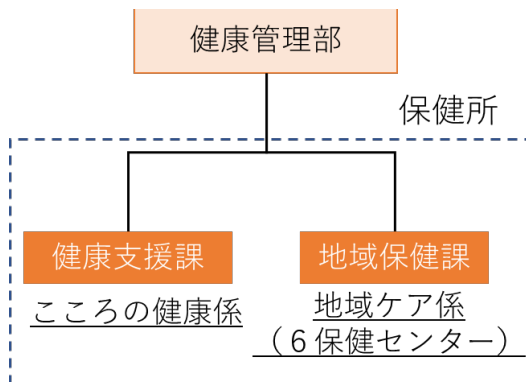 健康管理部
保健所
健康支援課
こころの健康係
地域保健課
地域ケア係
（６保健センター）